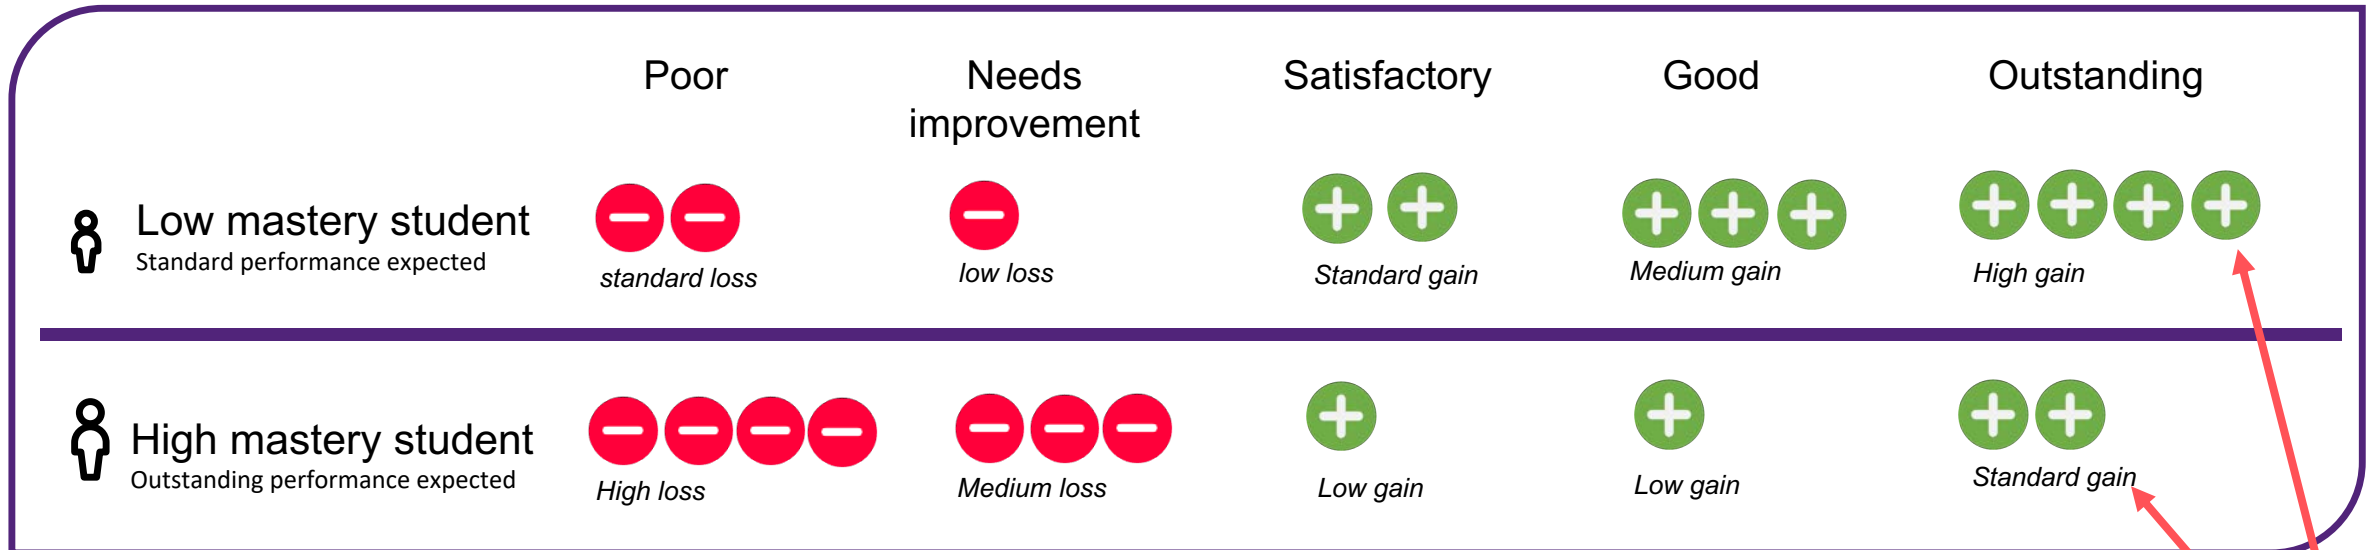 Poor
Needs
improvement
Satisfactory
Good
Outstanding
Low mastery student
Standard performance expected
standard loss
low loss
Standard gain
Medium gain
High gain
High mastery student
Outstanding performance expected
High loss
Medium loss
Low gain
Low gain
Standard gain